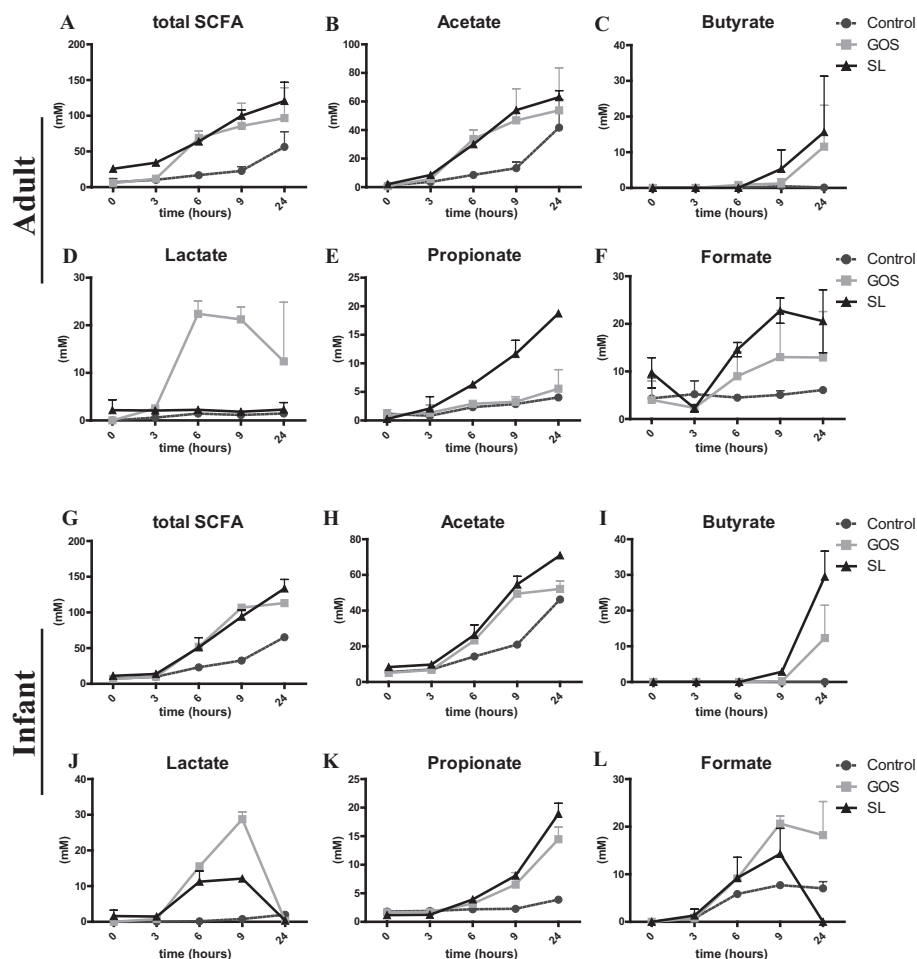 A total SCFA
B Acetate
C Butyrate
Control
GOS
SL
200
150
100
50
0
(mM)
0 3 6 9 24
time (hours)
100
80
60
40
20
0
(mM)
0 3 6 9 24
time (hours)
40
30
20
10
0
(mM)
0 3 6 9 24
time (hours)
Adult
D Lactate
E Propionate
F Formate
Control
GOS
SL
30
20
10
0
(mM)
0 3 6 9 24
time (hours)
25
20
15
10
5
0
(mM)
0 3 6 9 24
time (hours)
30
20
10
0
(mM)
0 3 6 9 24
time (hours)
G total SCFA
H Acetate
I Butyrate
Control
GOS
SL
200
150
100
50
0
(mM)
0 3 6 9 24
time (hours)
80
60
40
20
0
(mM)
0 3 6 9 24
time (hours)
40
30
20
10
0
(mM)
0 3 6 9 24
time (hours)
Infant
J Lactate
K Propionate
L Formate
Control
GOS
SL
40
30
20
10
0
(mM)
0 3 6 9 24
time (hours)
25
20
15
10
5
0
(mM)
0 3 6 9 24
time (hours)
30
20
10
0
(mM)
0 3 6 9 24
time (hours)